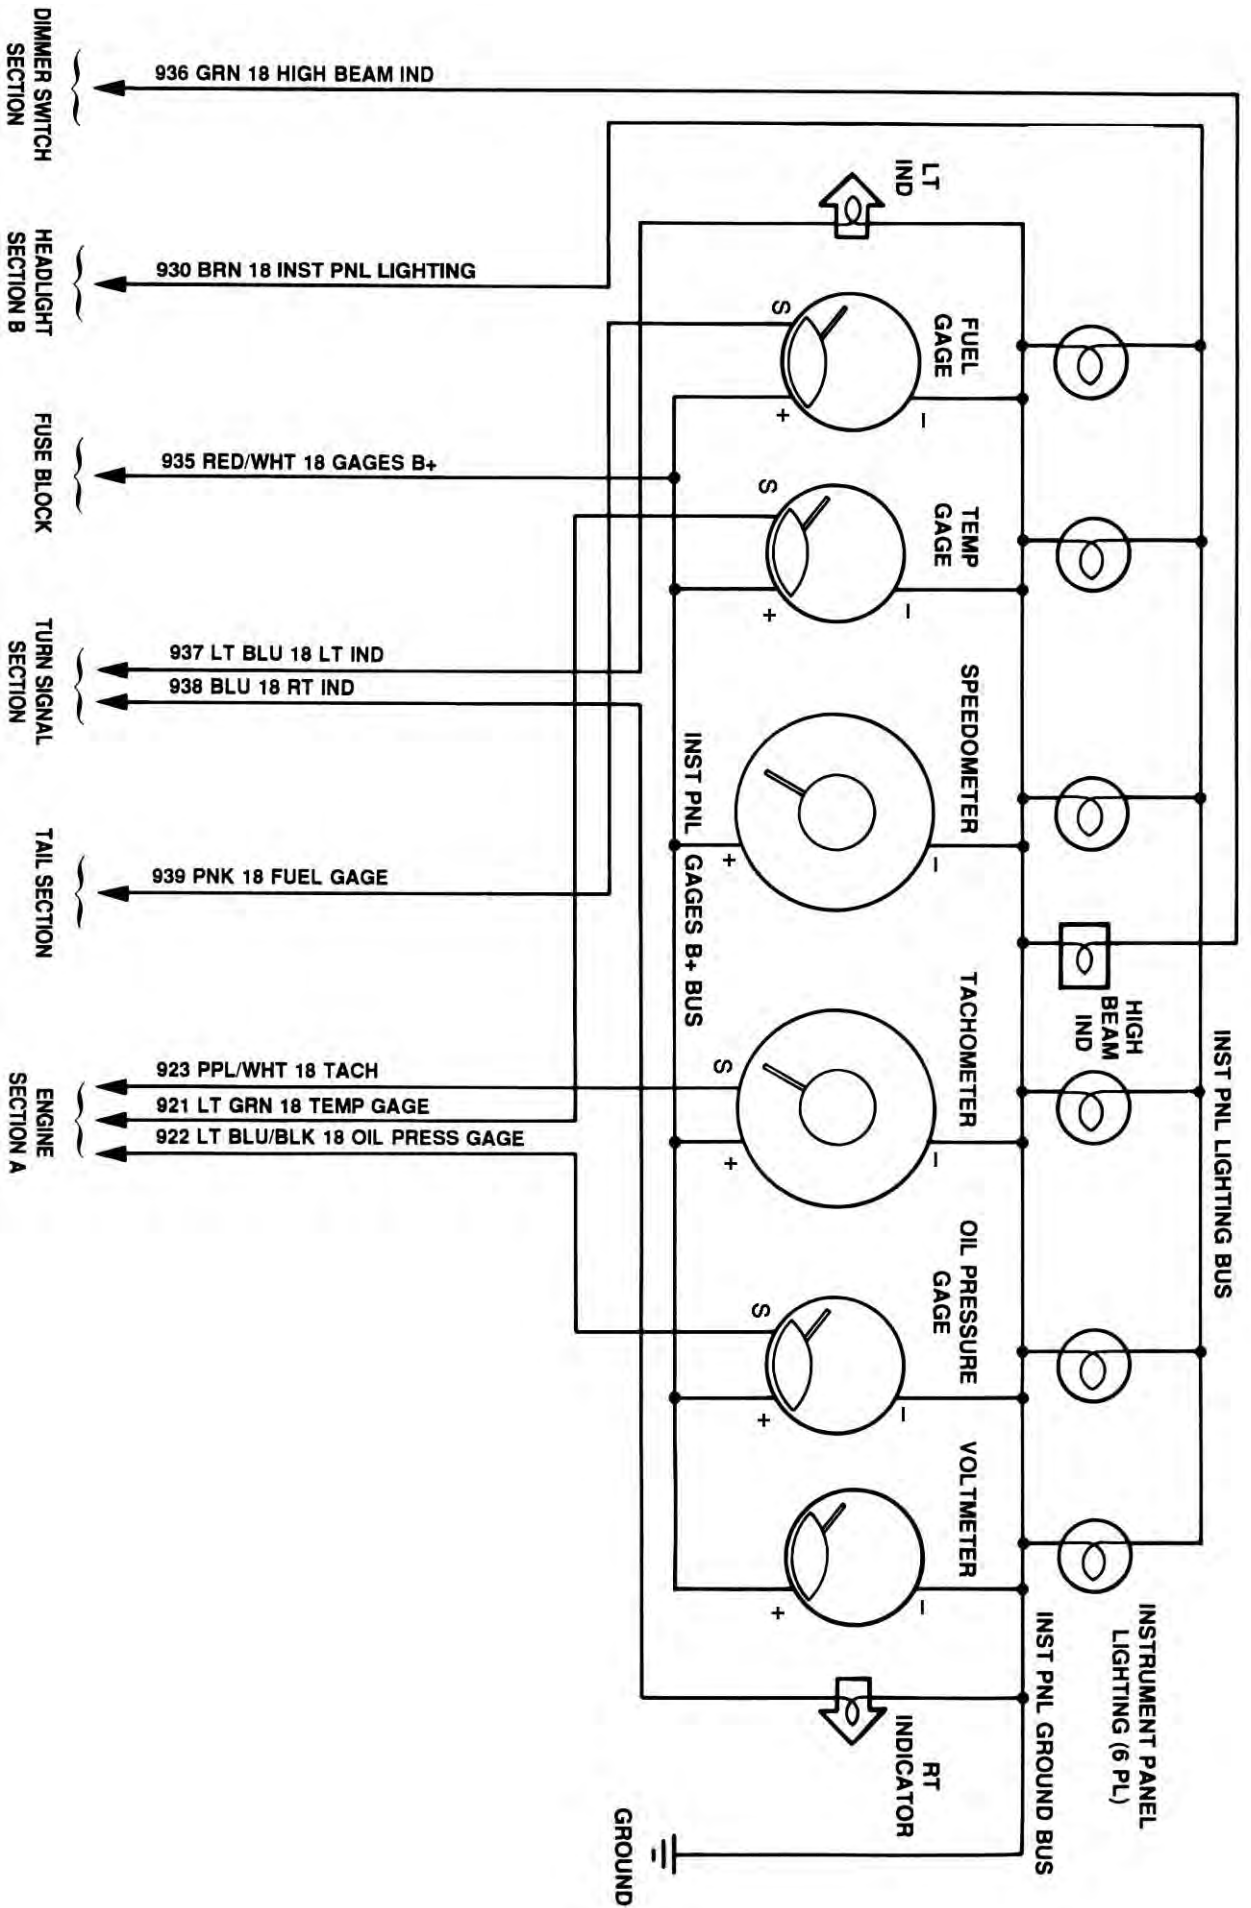 936 GRN 18 HIGH BEAM IND
930 BRN 18 INST PNL LIGHTING
935 RED/WHT 18 GAGES B+
937 LT BLU 18 LT IND
938 BLU 18 RT IND
939 PNK 18 FUEL GAGE
923 PPL/WHT 18 TACH
921 LT GRN 18 TEMP GAGE
922 LT BLU/BLK 18 OIL PRESS GAGE
DIMMER SWITCH
SECTION
HEADLIGHT
SECTION B
FUSE BLOCK
TURN SIGNAL
SECTION
TAIL SECTION
ENGINE
SECTION A
LT
IND
FUEL
GAGE
S
+
−
TEMP
GAGE
S
+
−
SPEEDOMETER
+
−
INST PNL GAGES B+ BUS
TACHOMETER
S
+
−
OIL PRESSURE
GAGE
S
+
−
VOLTMETER
+
−
RT
INDICATOR
HIGH
BEAM
IND
INST PNL LIGHTING BUS
INSTRUMENT PANEL
LIGHTING (6 PL)
INST PNL GROUND BUS
GROUND